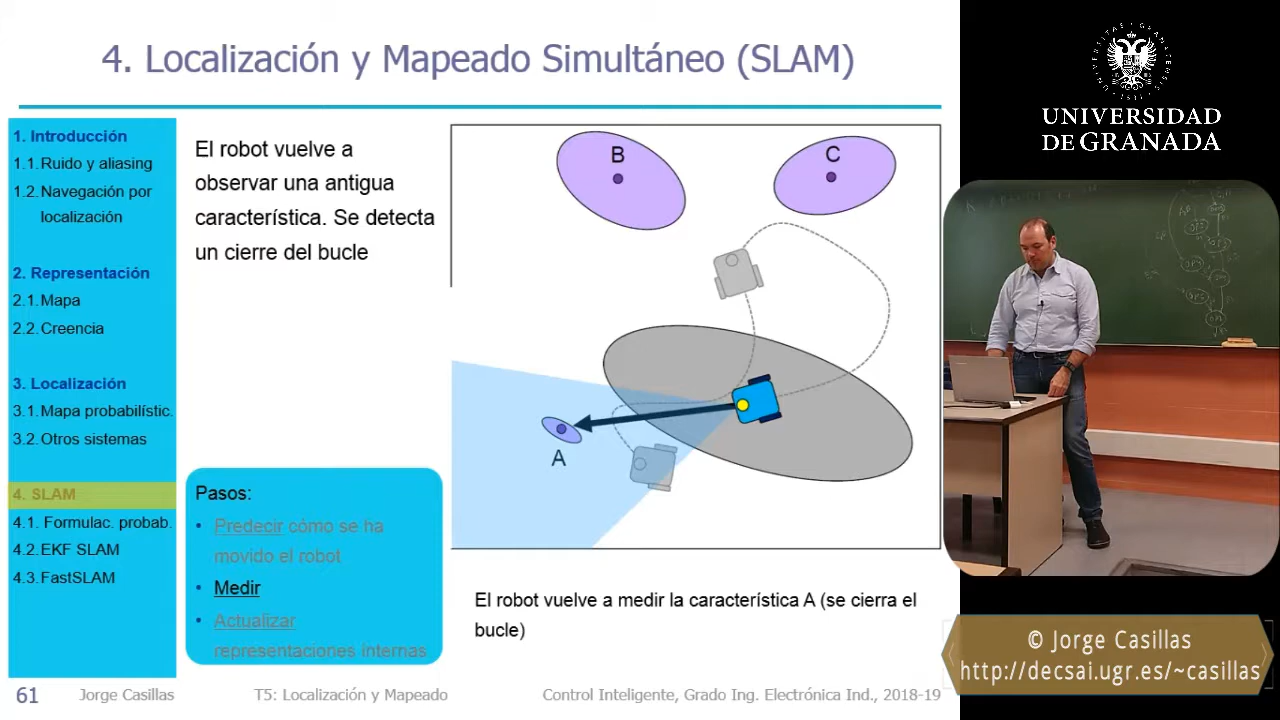 4. Localización y Mapeado Simultáneo (SLAM)
1. Introducción
1.1. Ruido y aliasing
1.2. Navegación por
localización
2. Representación
2.1. Mapa
2.2. Creencia
3. Localización
3.1. Mapa probabilístic.
3.2. Otros sistemas
4. SLAM
4.1. Formulac. probab.
4.2. EKF SLAM
4.3. FastSLAM
El robot vuelve a
observar una antigua
característica. Se detecta
un cierre del bucle
Pasos:
• Predecir cómo se ha
movido el robot
• Medir
• Actualizar
representaciones internas
B
C
A
El robot vuelve a medir la característica A (se cierra el
bucle)
61
Jorge Casillas
T5: Localización y Mapeado
Control Inteligente, Grado Ing. Electrónica Ind., 2018-19
UNIVERSIDAD
DE GRANADA
© Jorge Casillas
http://decsai.ugr.es/~casillas